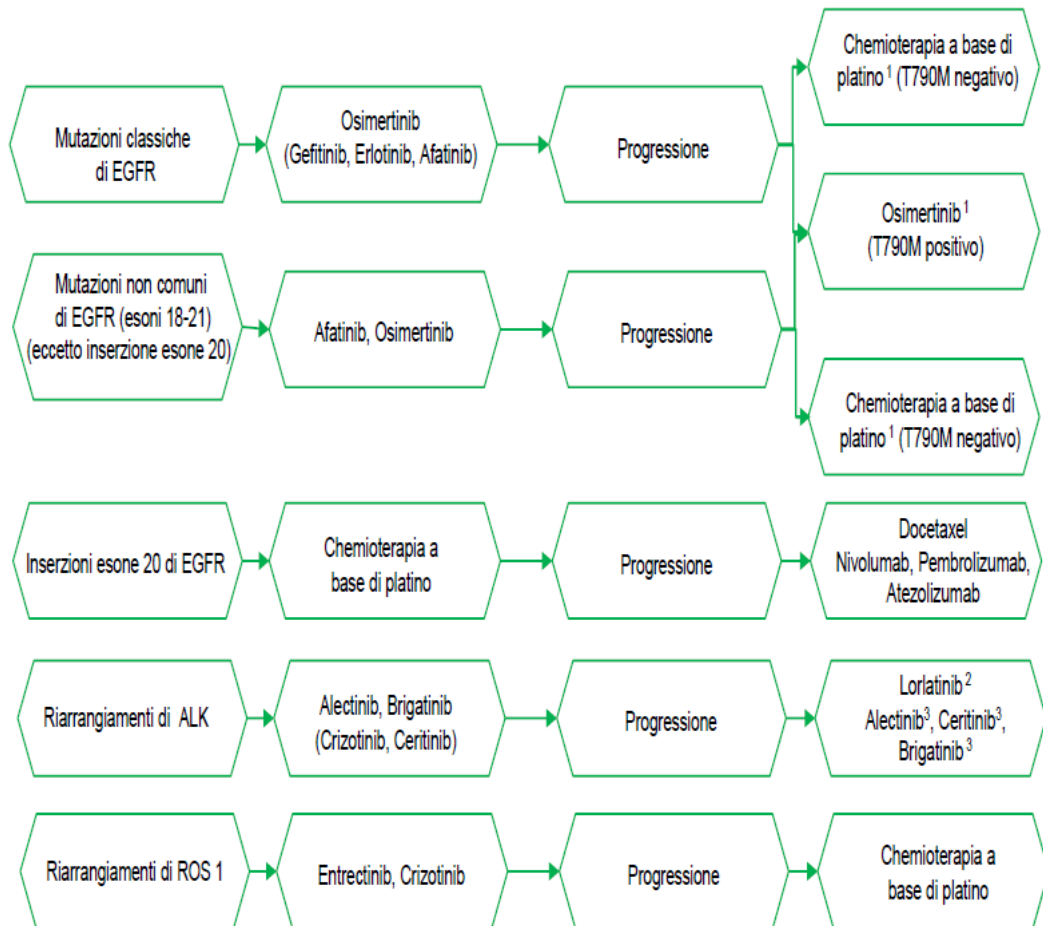 Chemioterapia a base di
platino ¹ (T790M negativo)
Mutazioni classiche
di EGFR
Osimertinib
(Gefitinib, Erlotinib, Afatinib)
Progressione
Osimertinib ¹
(T790M positivo)
Mutazioni non comuni
di EGFR (esoni 18-21)
(eccetto inserzione esone 20)
Afatinib, Osimertinib
Progressione
Chemioterapia a base di
platino ¹ (T790M negativo)
Inserzioni esone 20 di EGFR
Chemioterapia a
base di platino
Progressione
Docetaxel
Nivolumab, Pembrolizumab,
Atezolizumab
Riarrangiamenti di ALK
Alectinib, Brigatinib
(Crizotinib, Ceritinib)
Progressione
Lorlatinib ²
Alectinib³, Ceritinib³,
Brigatinib ³
Riarrangiamenti di ROS 1
Entrectinib, Crizotinib
Progressione
Chemioterapia a
base di platino